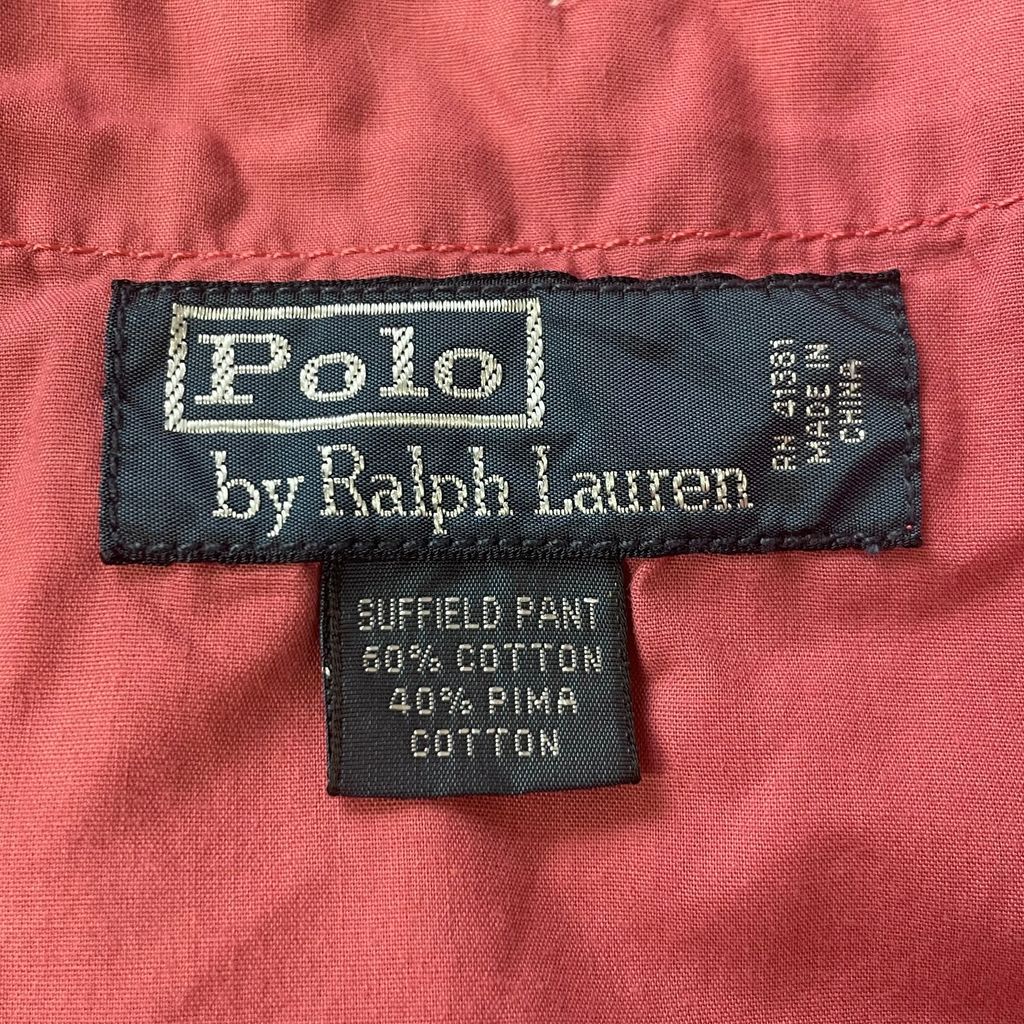 Polo
by Ralph Lauren
RN 41381
MADE IN
CHINA
SUFFIELD PANT
60% COTTON
40% PIMA
COTTON